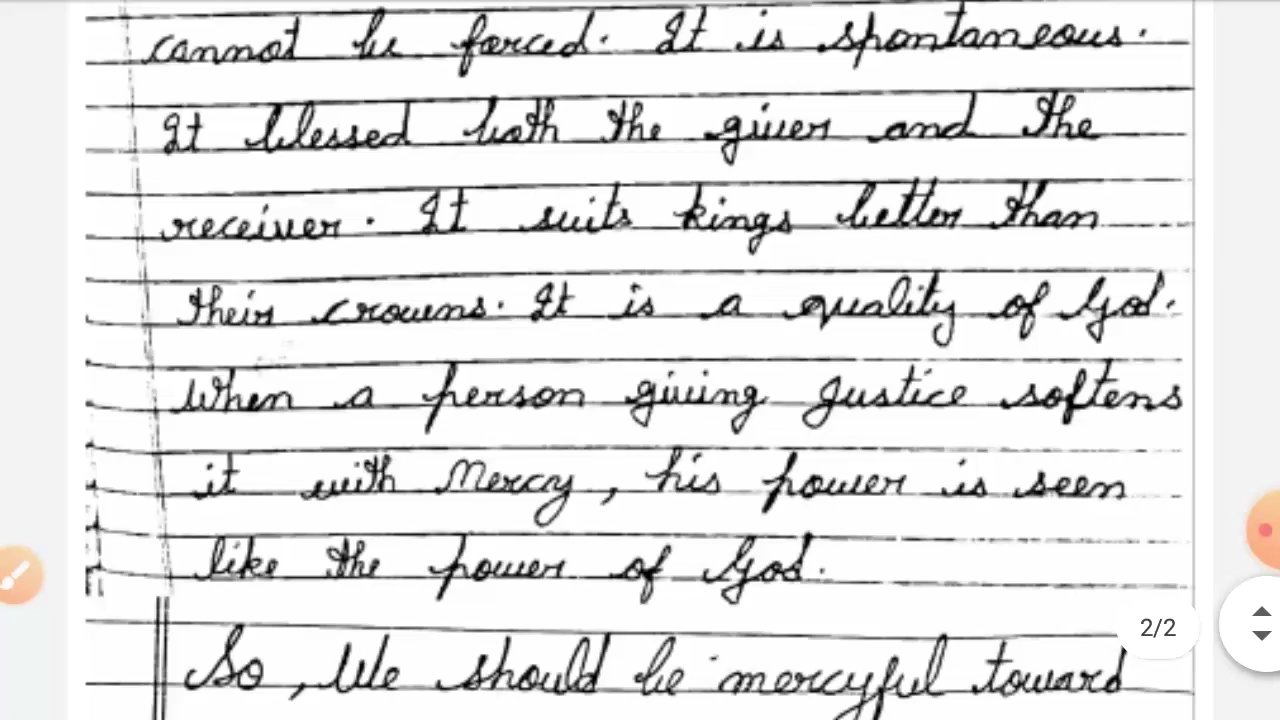 cannot be forced. It is spontaneous.
It blessed both the giver and the
receiver. It suits kings better than
their crowns. It is a quality of God.
When a person giving Justice softens
it with Mercy, his power is seen
like the power of God.
2/2
So, We should be mercyful toward